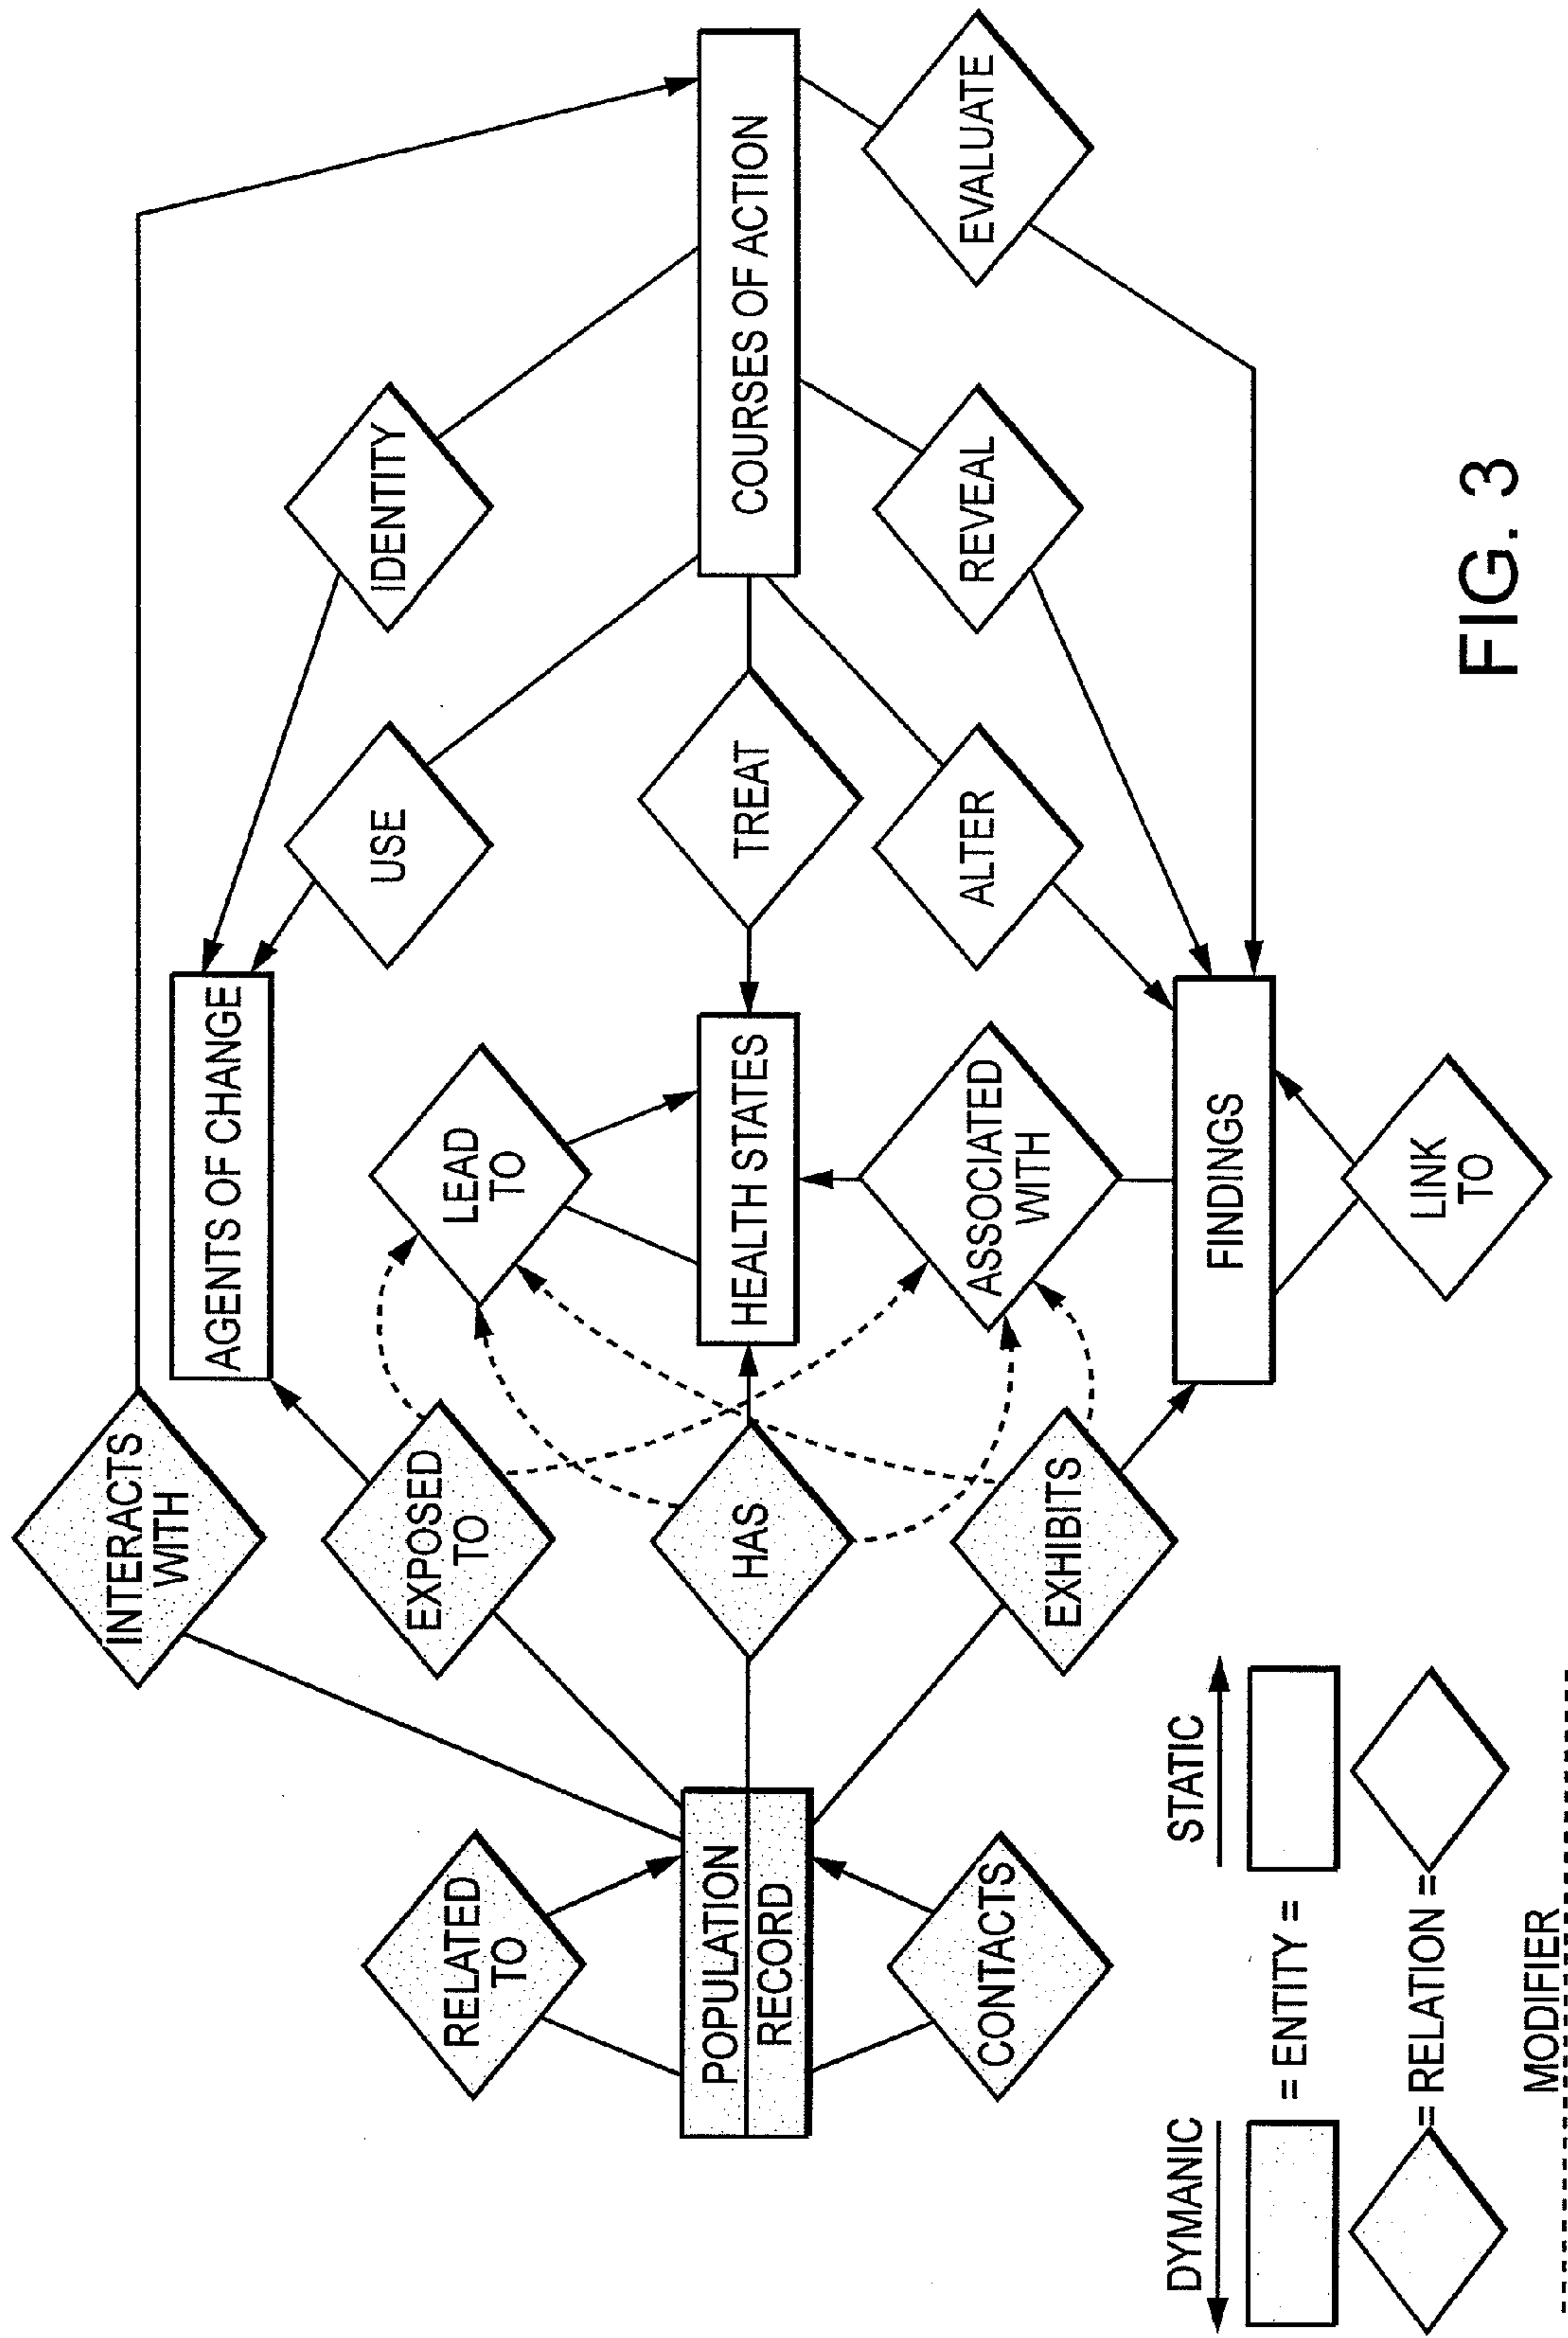 INTERACTS
WITH
AGENTS OF CHANGE
IDENTITY
USE
EXPOSED
TO
LEAD
TO
RELATED
TO
POPULATION
RECORD
HAS
HEALTH STATES
TREAT
COURSES OF ACTION
CONTACTS
EXHIBITS
ASSOCIATED
WITH
ALTER
REVEAL
EVALUATE
FINDINGS
LINK
TO
DYMANIC
STATIC
= ENTITY =
= RELATION =
MODIFIER
FIG. 3